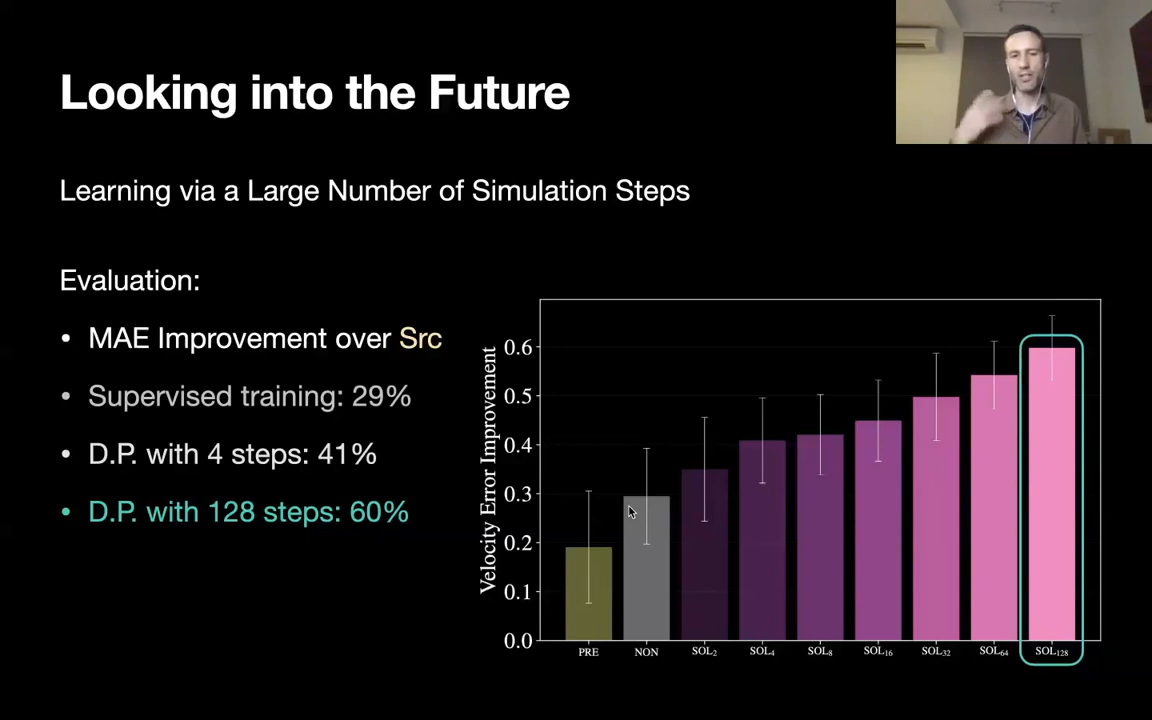 Looking into the Future
Learning via a Large Number of Simulation Steps
Evaluation:
• MAE Improvement over Src
• Supervised training: 29%
• D.P. with 4 steps: 41%
• D.P. with 128 steps: 60%
Velocity Error Improvement
0.6
0.5
0.4
0.3
0.2
0.1
0.0
PRE NON SOL₂ SOL₄ SOL₈ SOL₁₆ SOL₃₂ SOL₆₄ SOL₁₂₈